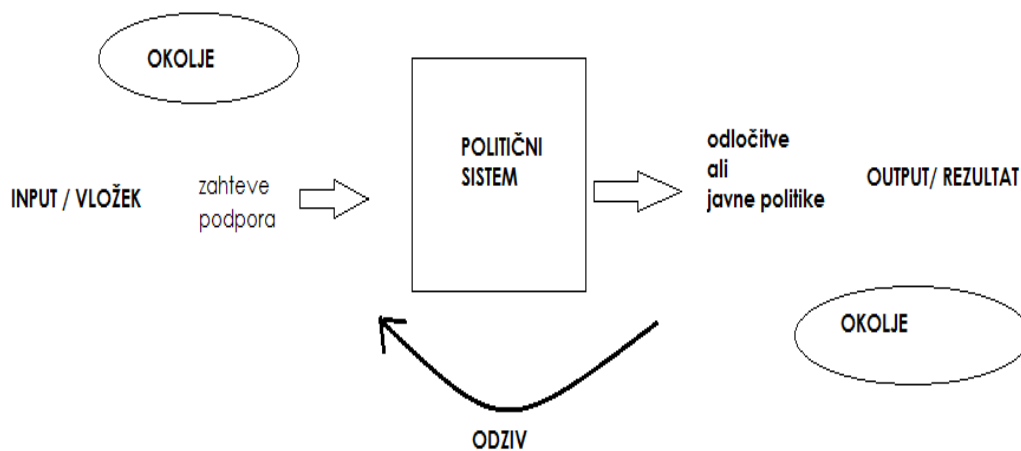 OKOLJE
INPUT / VLOŽEK
zahteve
podpora
POLITIČNI
SISTEM
odločitve
ali
javne politike
OUTPUT/ REZULTAT
OKOLJE
ODZIV